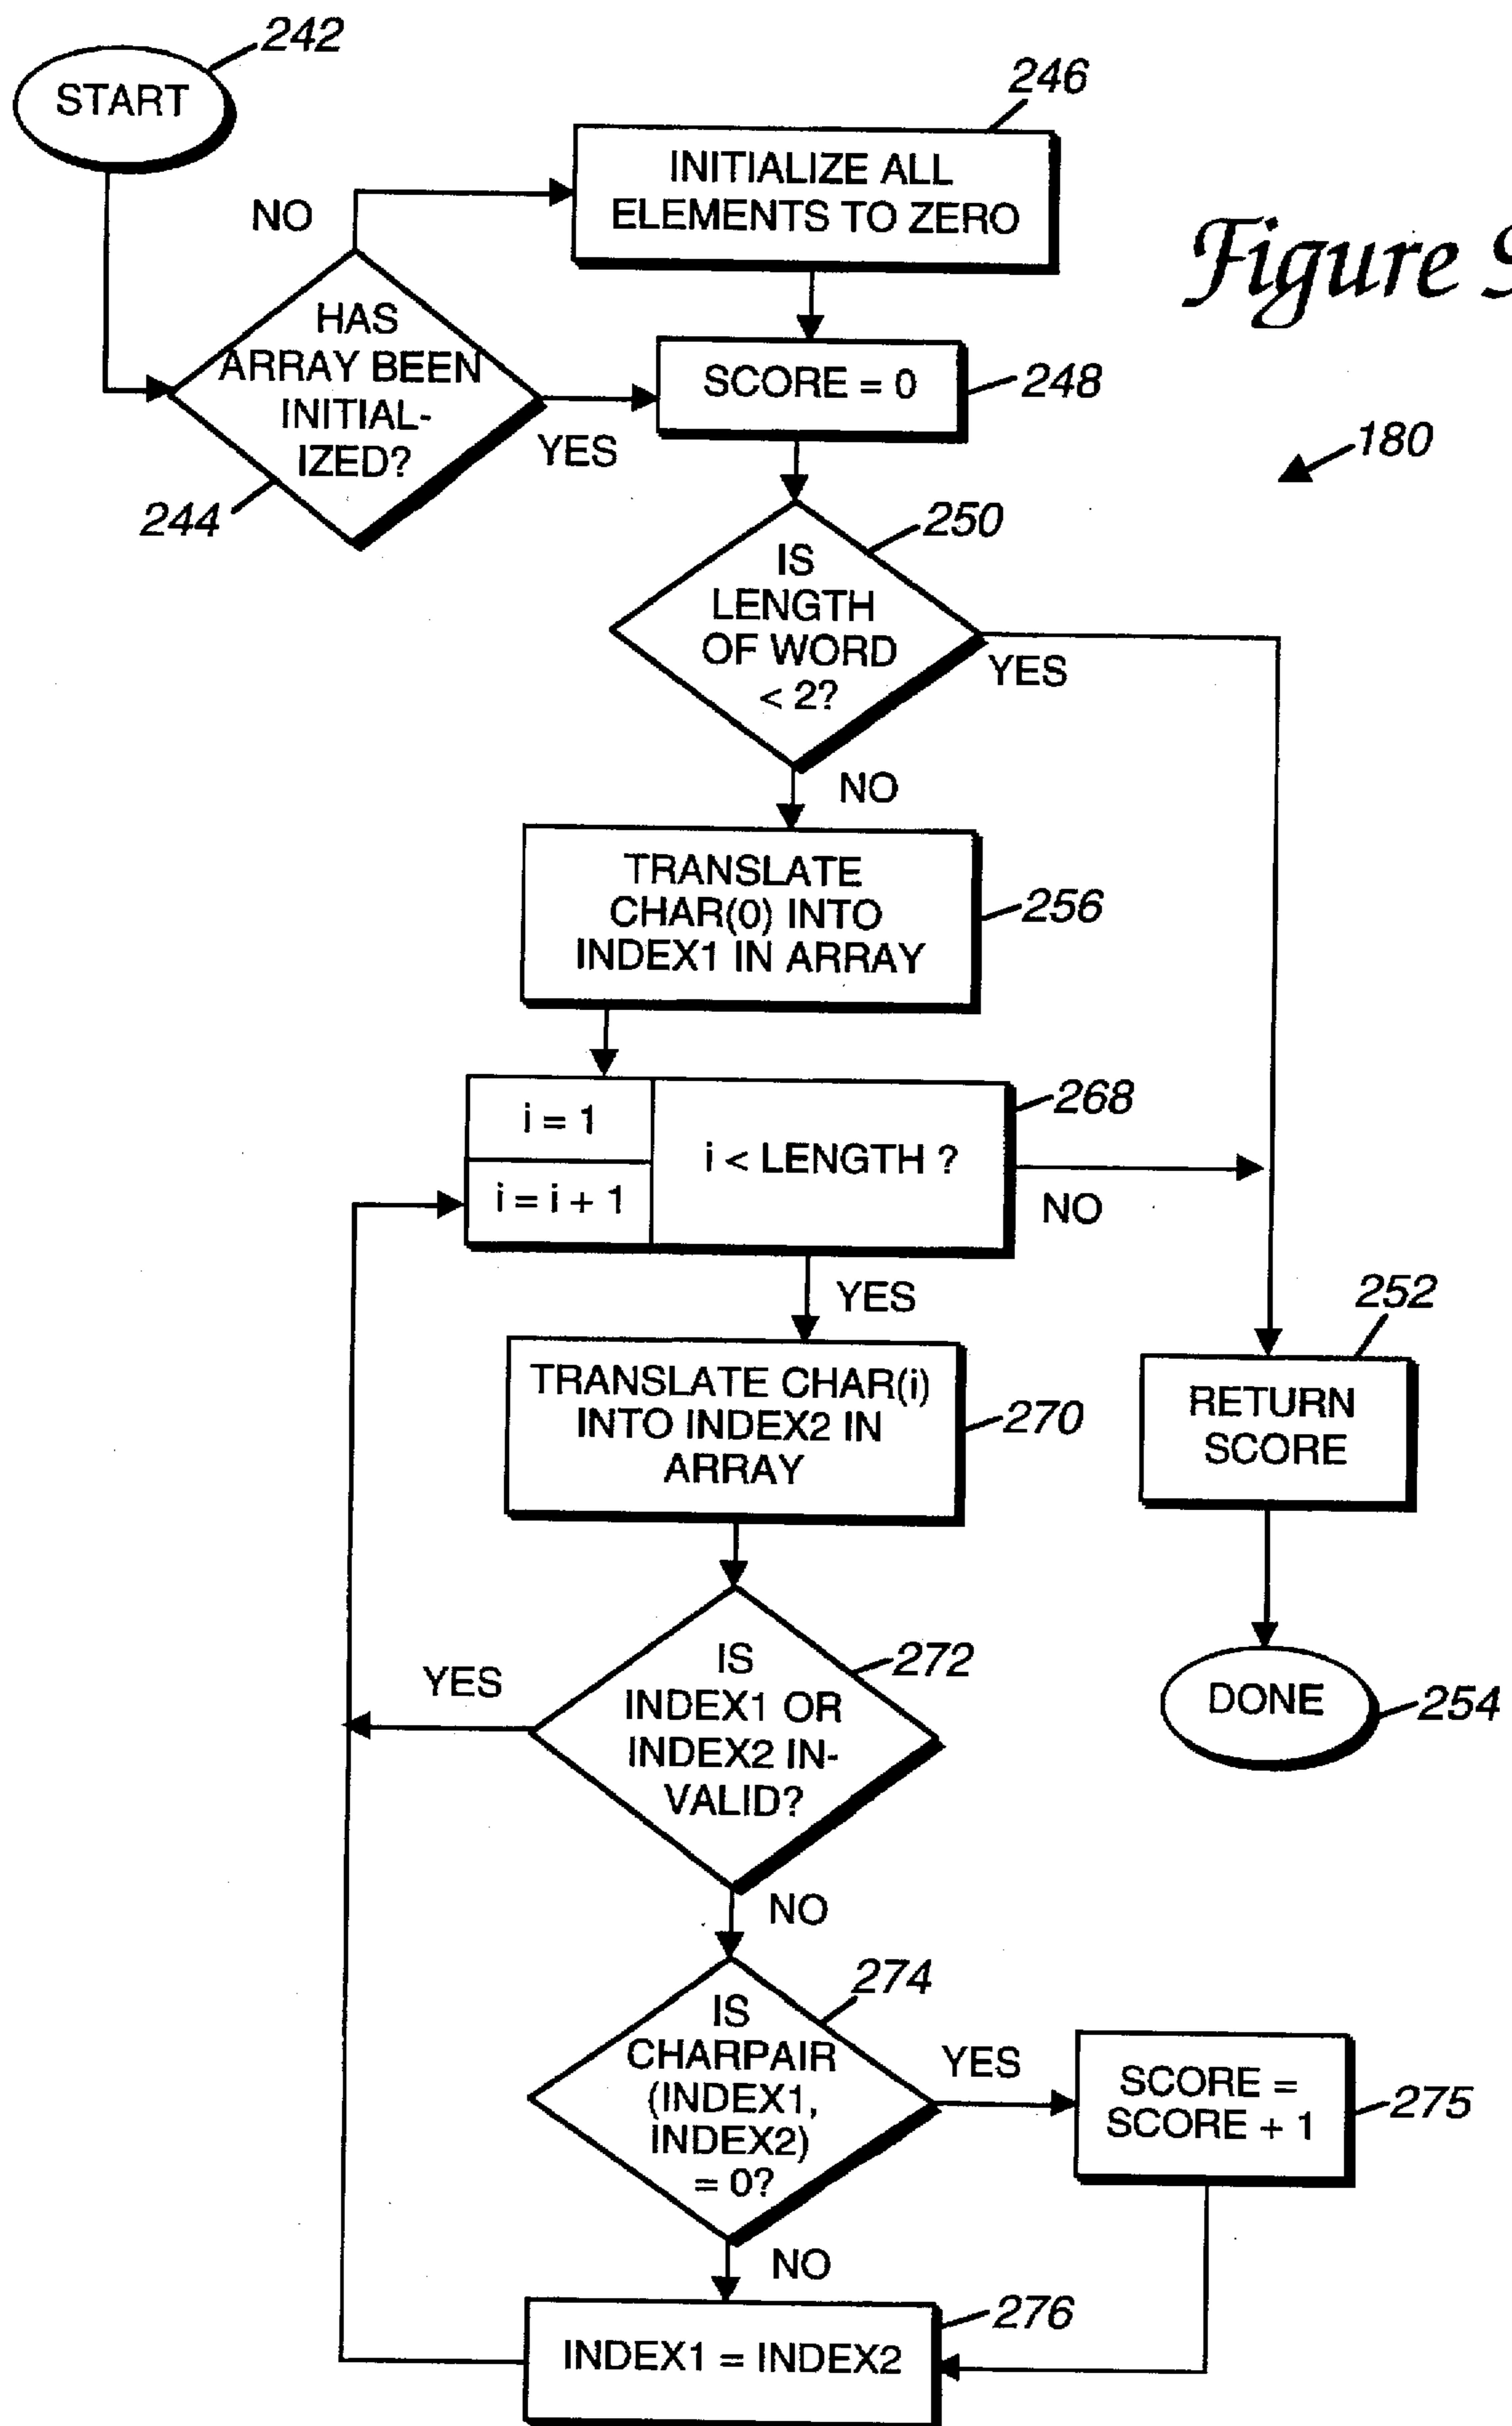 242
START
246
INITIALIZE ALL
ELEMENTS TO ZERO
NO
Figure
HAS
ARRAY BEEN
INITIAL-
IZED?
YES
244
SCORE = 0
248
180
250
IS
LENGTH
OF WORD
< 2?
YES
NO
TRANSLATE
CHAR(0) INTO
INDEX1 IN ARRAY
256
i = 1
i = i + 1
i < LENGTH ?
268
NO
YES
252
RETURN
SCORE
TRANSLATE CHAR(i)
INTO INDEX2 IN
ARRAY
270
IS
INDEX1 OR
INDEX2 IN-
VALID?
272
YES
NO
DONE
254
274
IS
CHARPAIR
(INDEX1,
INDEX2)
= 0?
YES
SCORE =
SCORE + 1
275
NO
276
INDEX1 = INDEX2